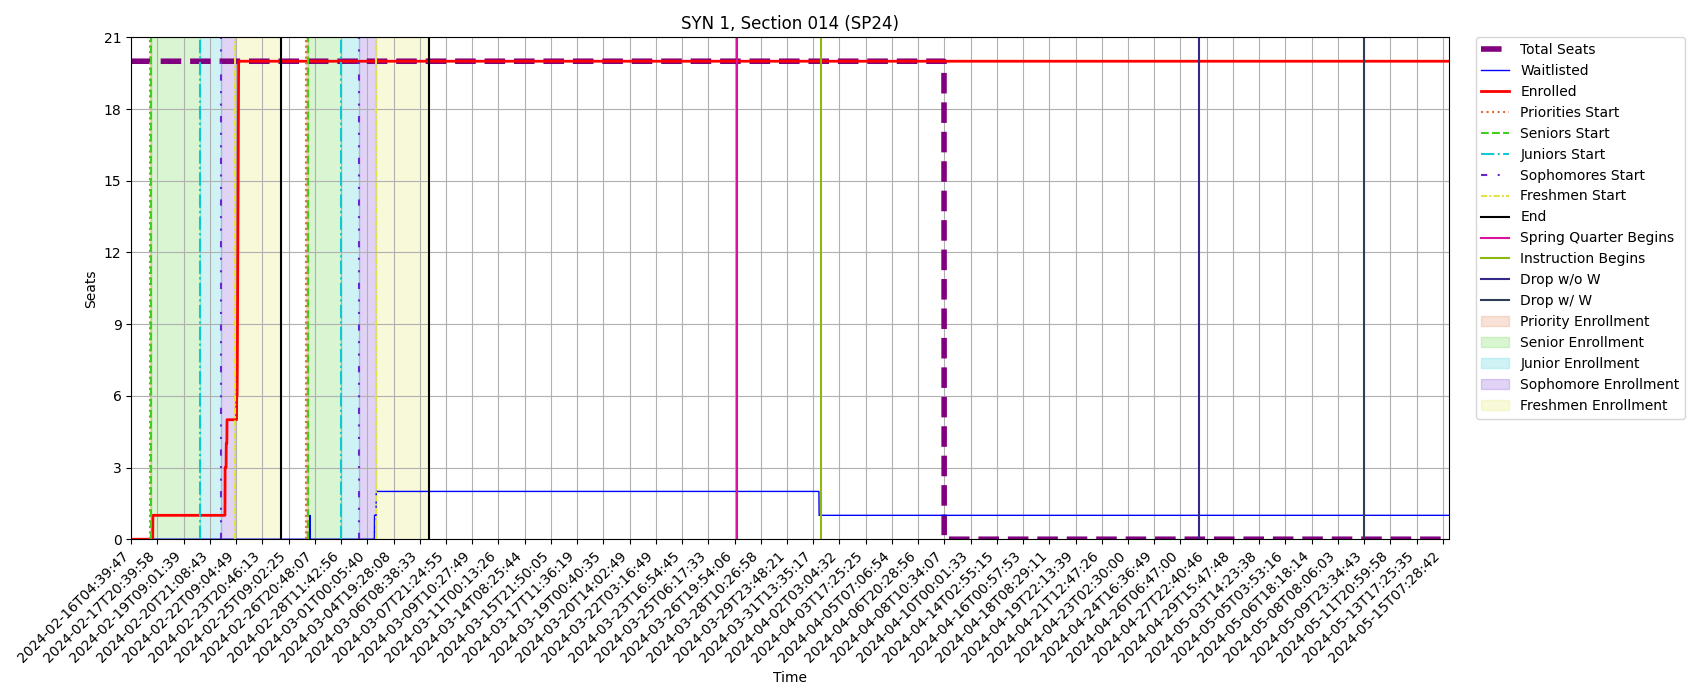 SYN 1, Section 014 (SP24)
21
18
15
12
9
6
3
0
Seats
2024-02-16T04:39:47
2024-02-17T20:39:58
2024-02-19T09:01:39
2024-02-20T21:08:43
2024-02-22T09:04:49
2024-02-23T20:46:13
2024-02-25T09:02:25
2024-02-26T20:48:07
2024-02-28T11:42:56
2024-03-01T00:05:40
2024-03-04T19:28:08
2024-03-06T08:38:33
2024-03-07T21:24:55
2024-03-09T10:27:49
2024-03-11T00:13:26
2024-03-14T08:25:44
2024-03-15T21:50:05
2024-03-17T11:36:19
2024-03-19T00:40:35
2024-03-20T14:02:49
2024-03-22T03:16:49
2024-03-23T16:54:45
2024-03-25T06:17:33
2024-03-26T19:54:06
2024-03-28T10:26:58
2024-03-29T23:48:21
2024-03-31T13:35:17
2024-04-02T03:04:32
2024-04-03T17:25:25
2024-04-05T07:06:54
2024-04-06T20:28:56
2024-04-08T10:34:07
2024-04-10T00:01:33
2024-04-14T02:55:15
2024-04-16T00:57:53
2024-04-18T08:29:11
2024-04-19T22:13:39
2024-04-21T12:47:26
2024-04-23T02:30:00
2024-04-24T16:36:49
2024-04-26T06:47:00
2024-04-27T22:40:46
2024-04-29T15:47:48
2024-05-03T14:23:38
2024-05-05T03:53:16
2024-05-06T18:18:14
2024-05-08T08:06:03
2024-05-09T23:34:43
2024-05-11T20:59:58
2024-05-13T17:25:35
2024-05-15T07:28:42
Time
Total Seats
Waitlisted
Enrolled
Priorities Start
Seniors Start
Juniors Start
Sophomores Start
Freshmen Start
End
Spring Quarter Begins
Instruction Begins
Drop w/o W
Drop w/ W
Priority Enrollment
Senior Enrollment
Junior Enrollment
Sophomore Enrollment
Freshmen Enrollment